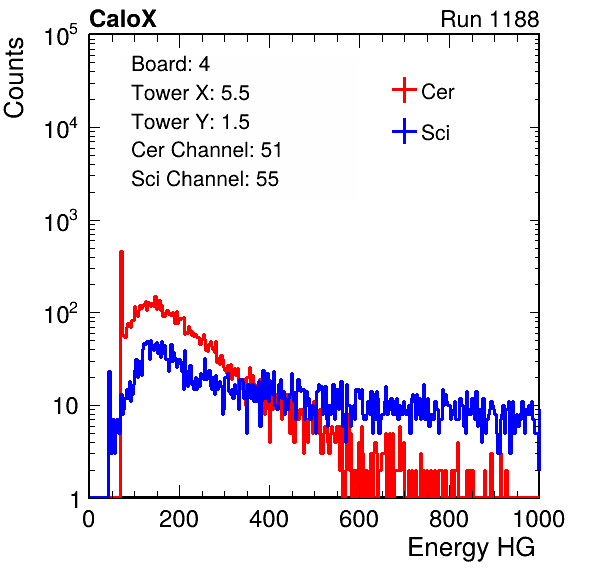 CaloX Run 1188
Counts
Board: 4
Tower X: 5.5
Tower Y: 1.5
Cer Channel: 51
Sci Channel: 55
Cer
Sci
10^5
10^4
10^3
10^2
10
1
0 200 400 600 800 1000
Energy HG